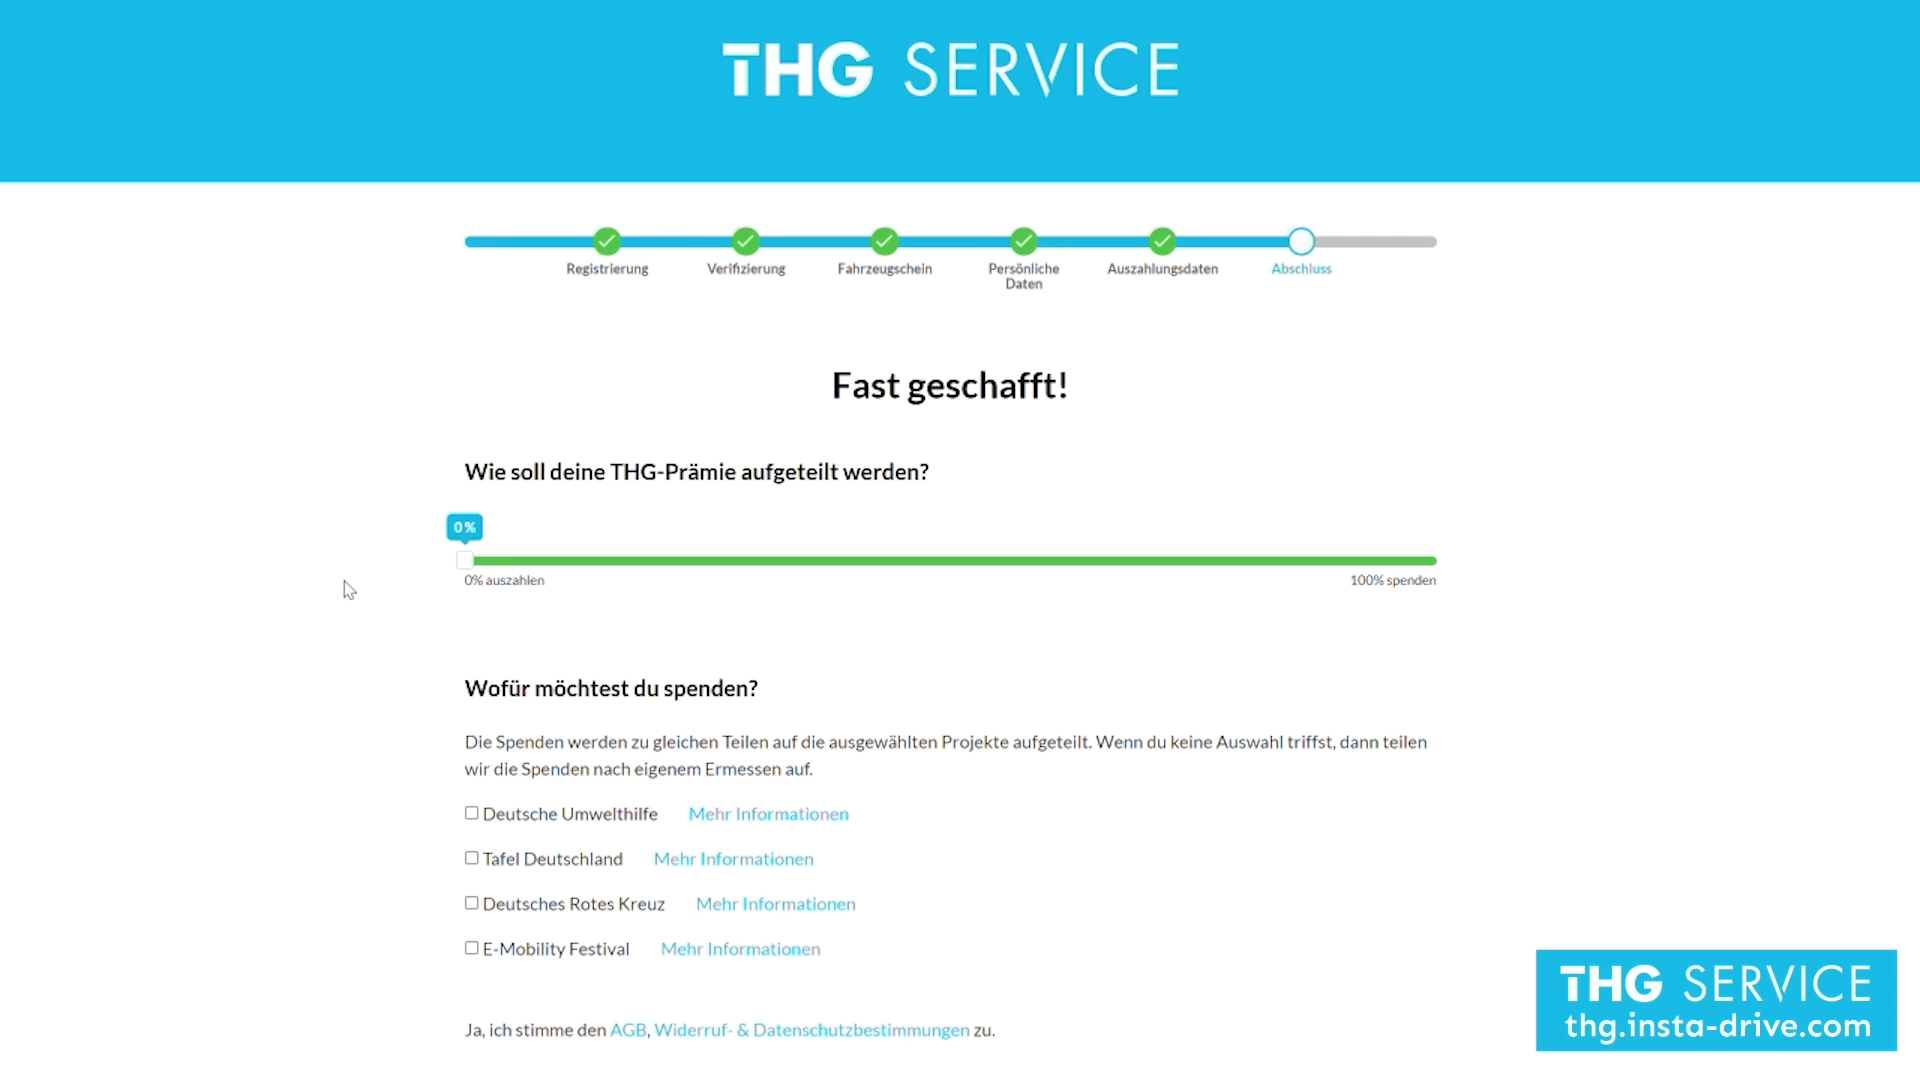 THG SERVICE
Registrierung
Verifizierung
Fahrzeugschein
Persönliche
Daten
Auszahlungsdaten
Abschluss
Fast geschafft!
Wie soll deine THG-Prämie aufgeteilt werden?
0%
0% auszahlen
100% spenden
Wofür möchtest du spenden?
Die Spenden werden zu gleichen Teilen auf die ausgewählten Projekte aufgeteilt. Wenn du keine Auswahl triffst, dann teilen
wir die Spenden nach eigenem Ermessen auf.
Deutsche Umwelthilfe Mehr Informationen
Tafel Deutschland Mehr Informationen
Deutsches Rotes Kreuz Mehr Informationen
E-Mobility Festival Mehr Informationen
Ja, ich stimme den AGB, Widerruf- & Datenschutzbestimmungen zu.
THG SERVICE
thg.insta-drive.com